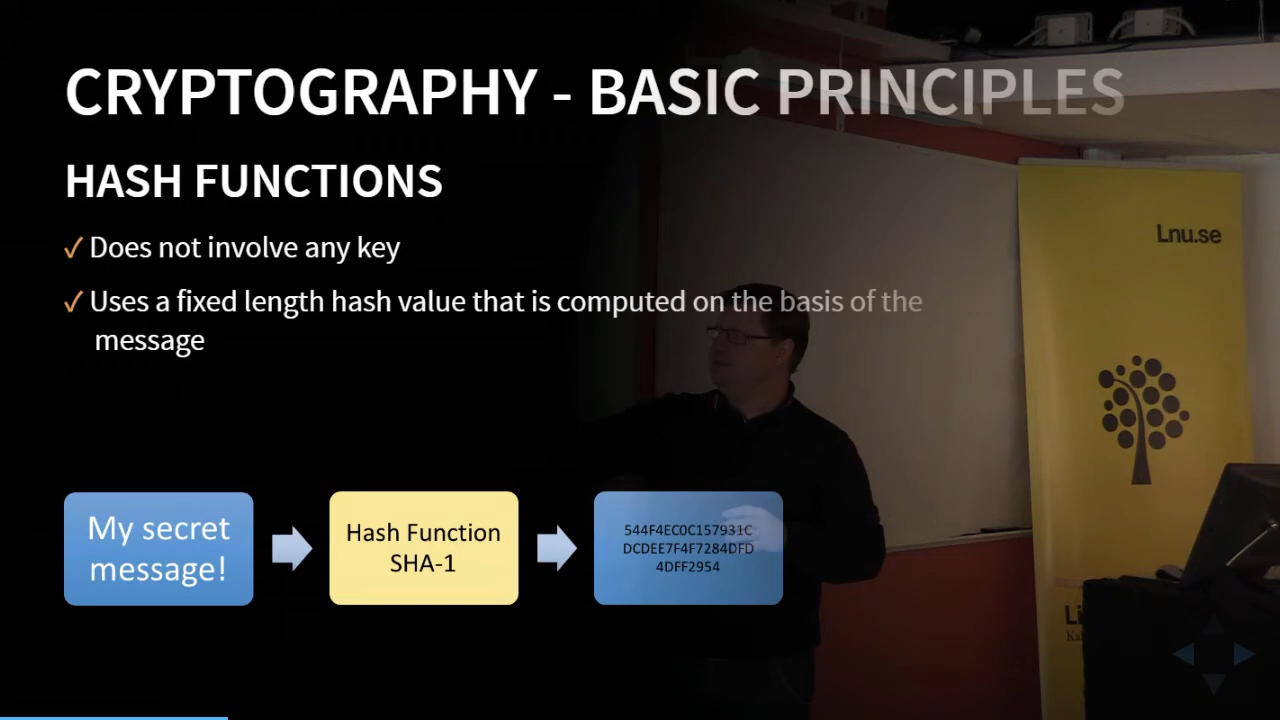 CRYPTOGRAPHY - BASIC PRINCIPLES
HASH FUNCTIONS
✓ Does not involve any key
✓ Uses a fixed length hash value that is computed on the basis of the
message
My secret
message!
Hash Function
SHA-1
544F4EC0C157931C
DCDEE7F4F7284DFD
4DFF2954
Lnu.se